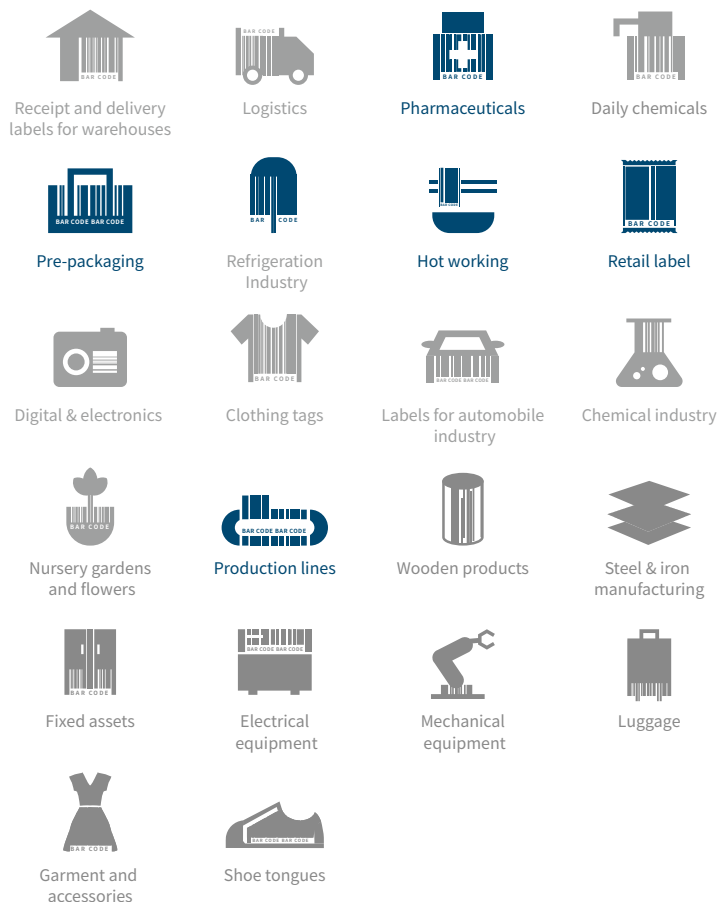 BAR CODE
BAR CODE
BAR CODE
BAR CODE
Receipt and delivery
labels for warehouses
Logistics
Pharmaceuticals
Daily chemicals
BAR CODE BAR CODE
BAR CODE
BAR CODE
BAR CODE
Pre-packaging
Refrigeration
Industry
Hot working
Retail label
BAR CODE
BAR CODE BAR CODE
Digital & electronics
Clothing tags
Labels for automobile
industry
Chemical industry
BAR CODE
BAR CODE BAR CODE
Nursery gardens
and flowers
Production lines
Wooden products
Steel & iron
manufacturing
BAR CODE
BAR CODE BAR CODE
Fixed assets
Electrical
equipment
Mechanical
equipment
Luggage
BAR CODE
BAR CODE BAR CODE
Garment and
accessories
Shoe tongues